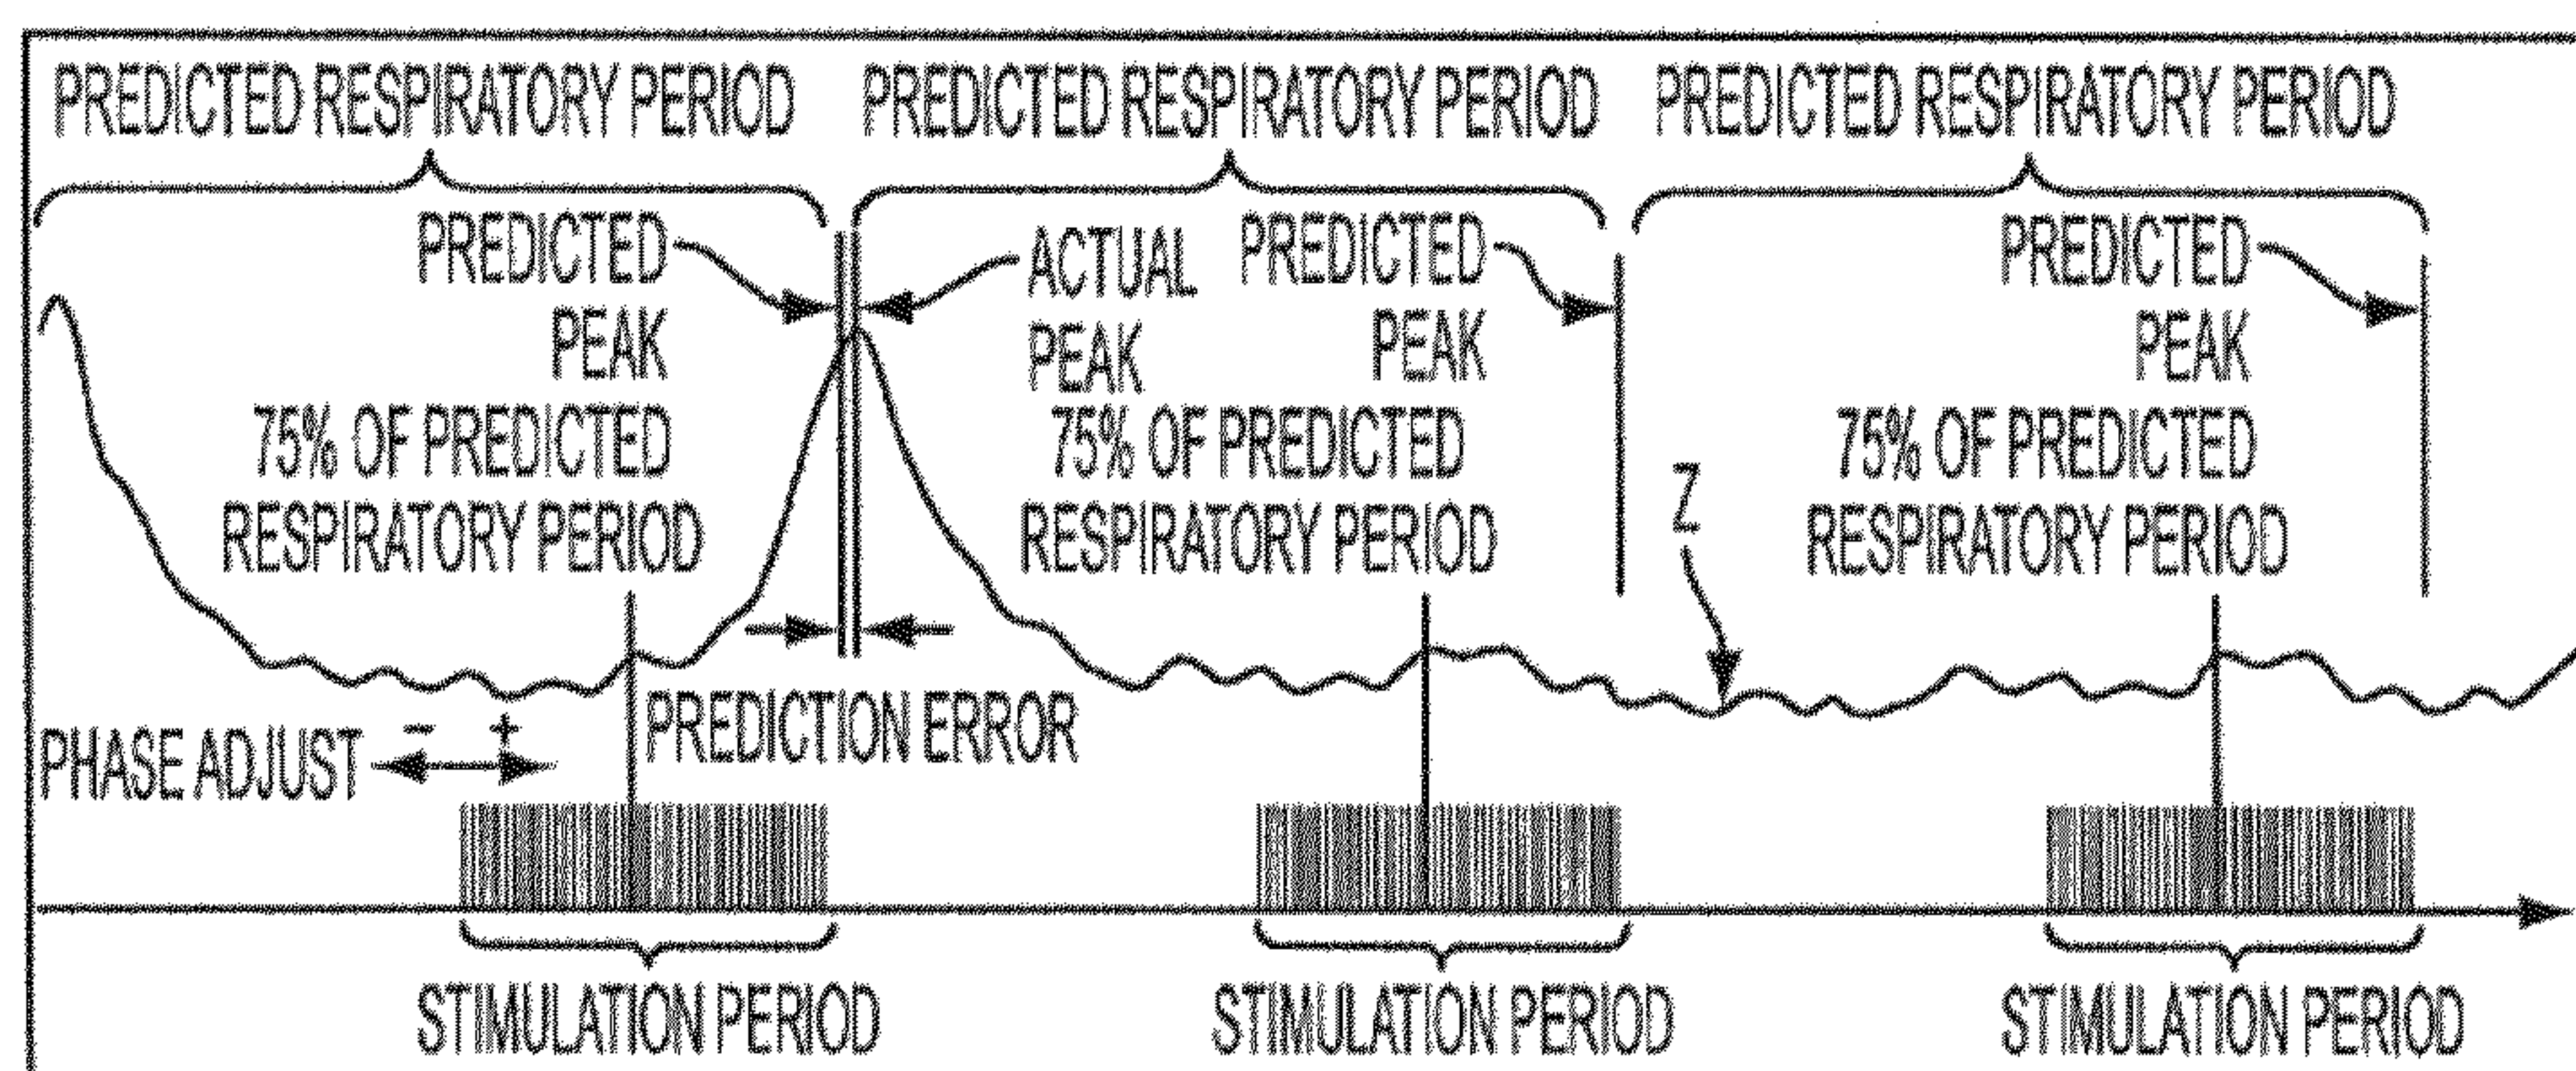 PREDICTED RESPIRATORY PERIOD
PREDICTED RESPIRATORY PERIOD
PREDICTED RESPIRATORY PERIOD
PREDICTED
PEAK
ACTUAL
PEAK
PREDICTED
PEAK
PREDICTED
PEAK
75% OF PREDICTED
RESPIRATORY PERIOD
75% OF PREDICTED
RESPIRATORY PERIOD
Z
75% OF PREDICTED
RESPIRATORY PERIOD
PHASE ADJUST
- +
PREDICTION ERROR
STIMULATION PERIOD
STIMULATION PERIOD
STIMULATION PERIOD